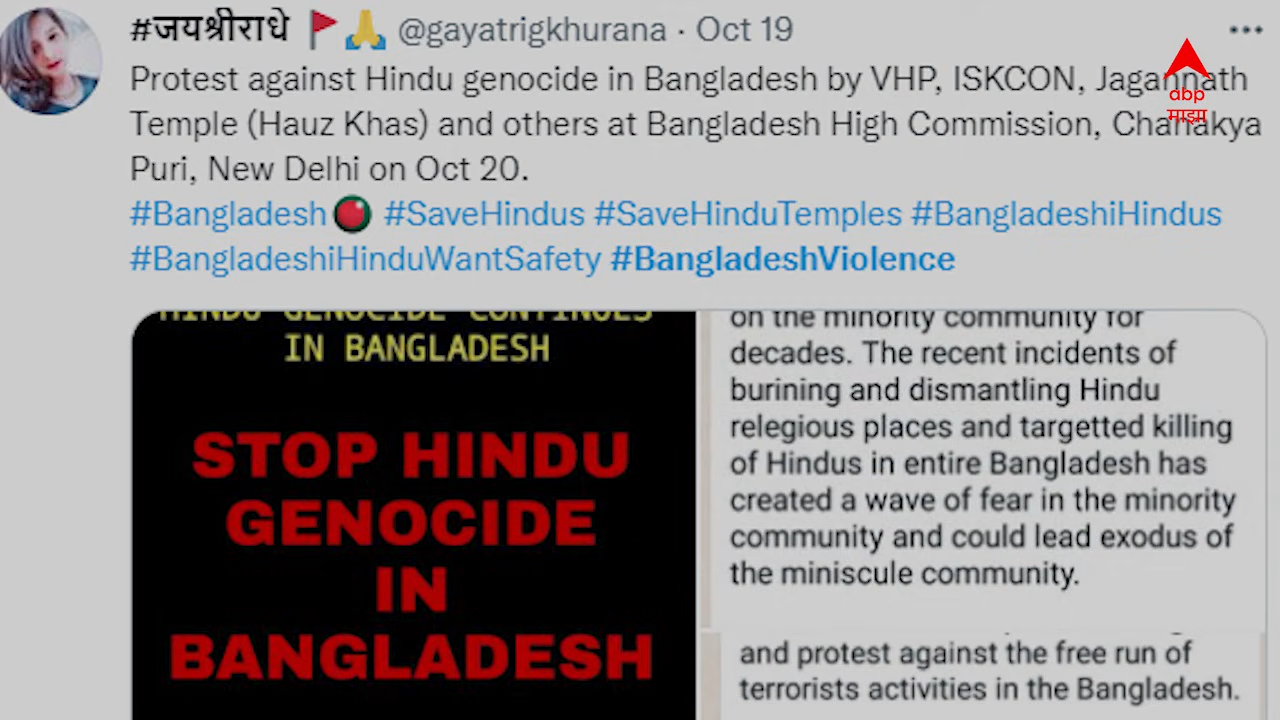 #जयश्रीराधे 🚩🙏 @gayatrigkhurana · Oct 19
Protest against Hindu genocide in Bangladesh by VHP, ISKCON, Jagannath
Temple (Hauz Khas) and others at Bangladesh High Commission, Chanakya
Puri, New Delhi on Oct 20.
#Bangladesh #SaveHindus #SaveHinduTemples #BangladeshiHindus
#BangladeshiHinduWantSafety #BangladeshViolence
abp
माझा
HINDU GENOCIDE CONTINUES
IN BANGLADESH
STOP HINDU
GENOCIDE
IN
BANGLADESH
on the minority community for
decades. The recent incidents of
burining and dismantling Hindu
relegious places and targetted killing
of Hindus in entire Bangladesh has
created a wave of fear in the minority
community and could lead exodus of
the miniscule community.
and protest against the free run of
terrorists activities in the Bangladesh.